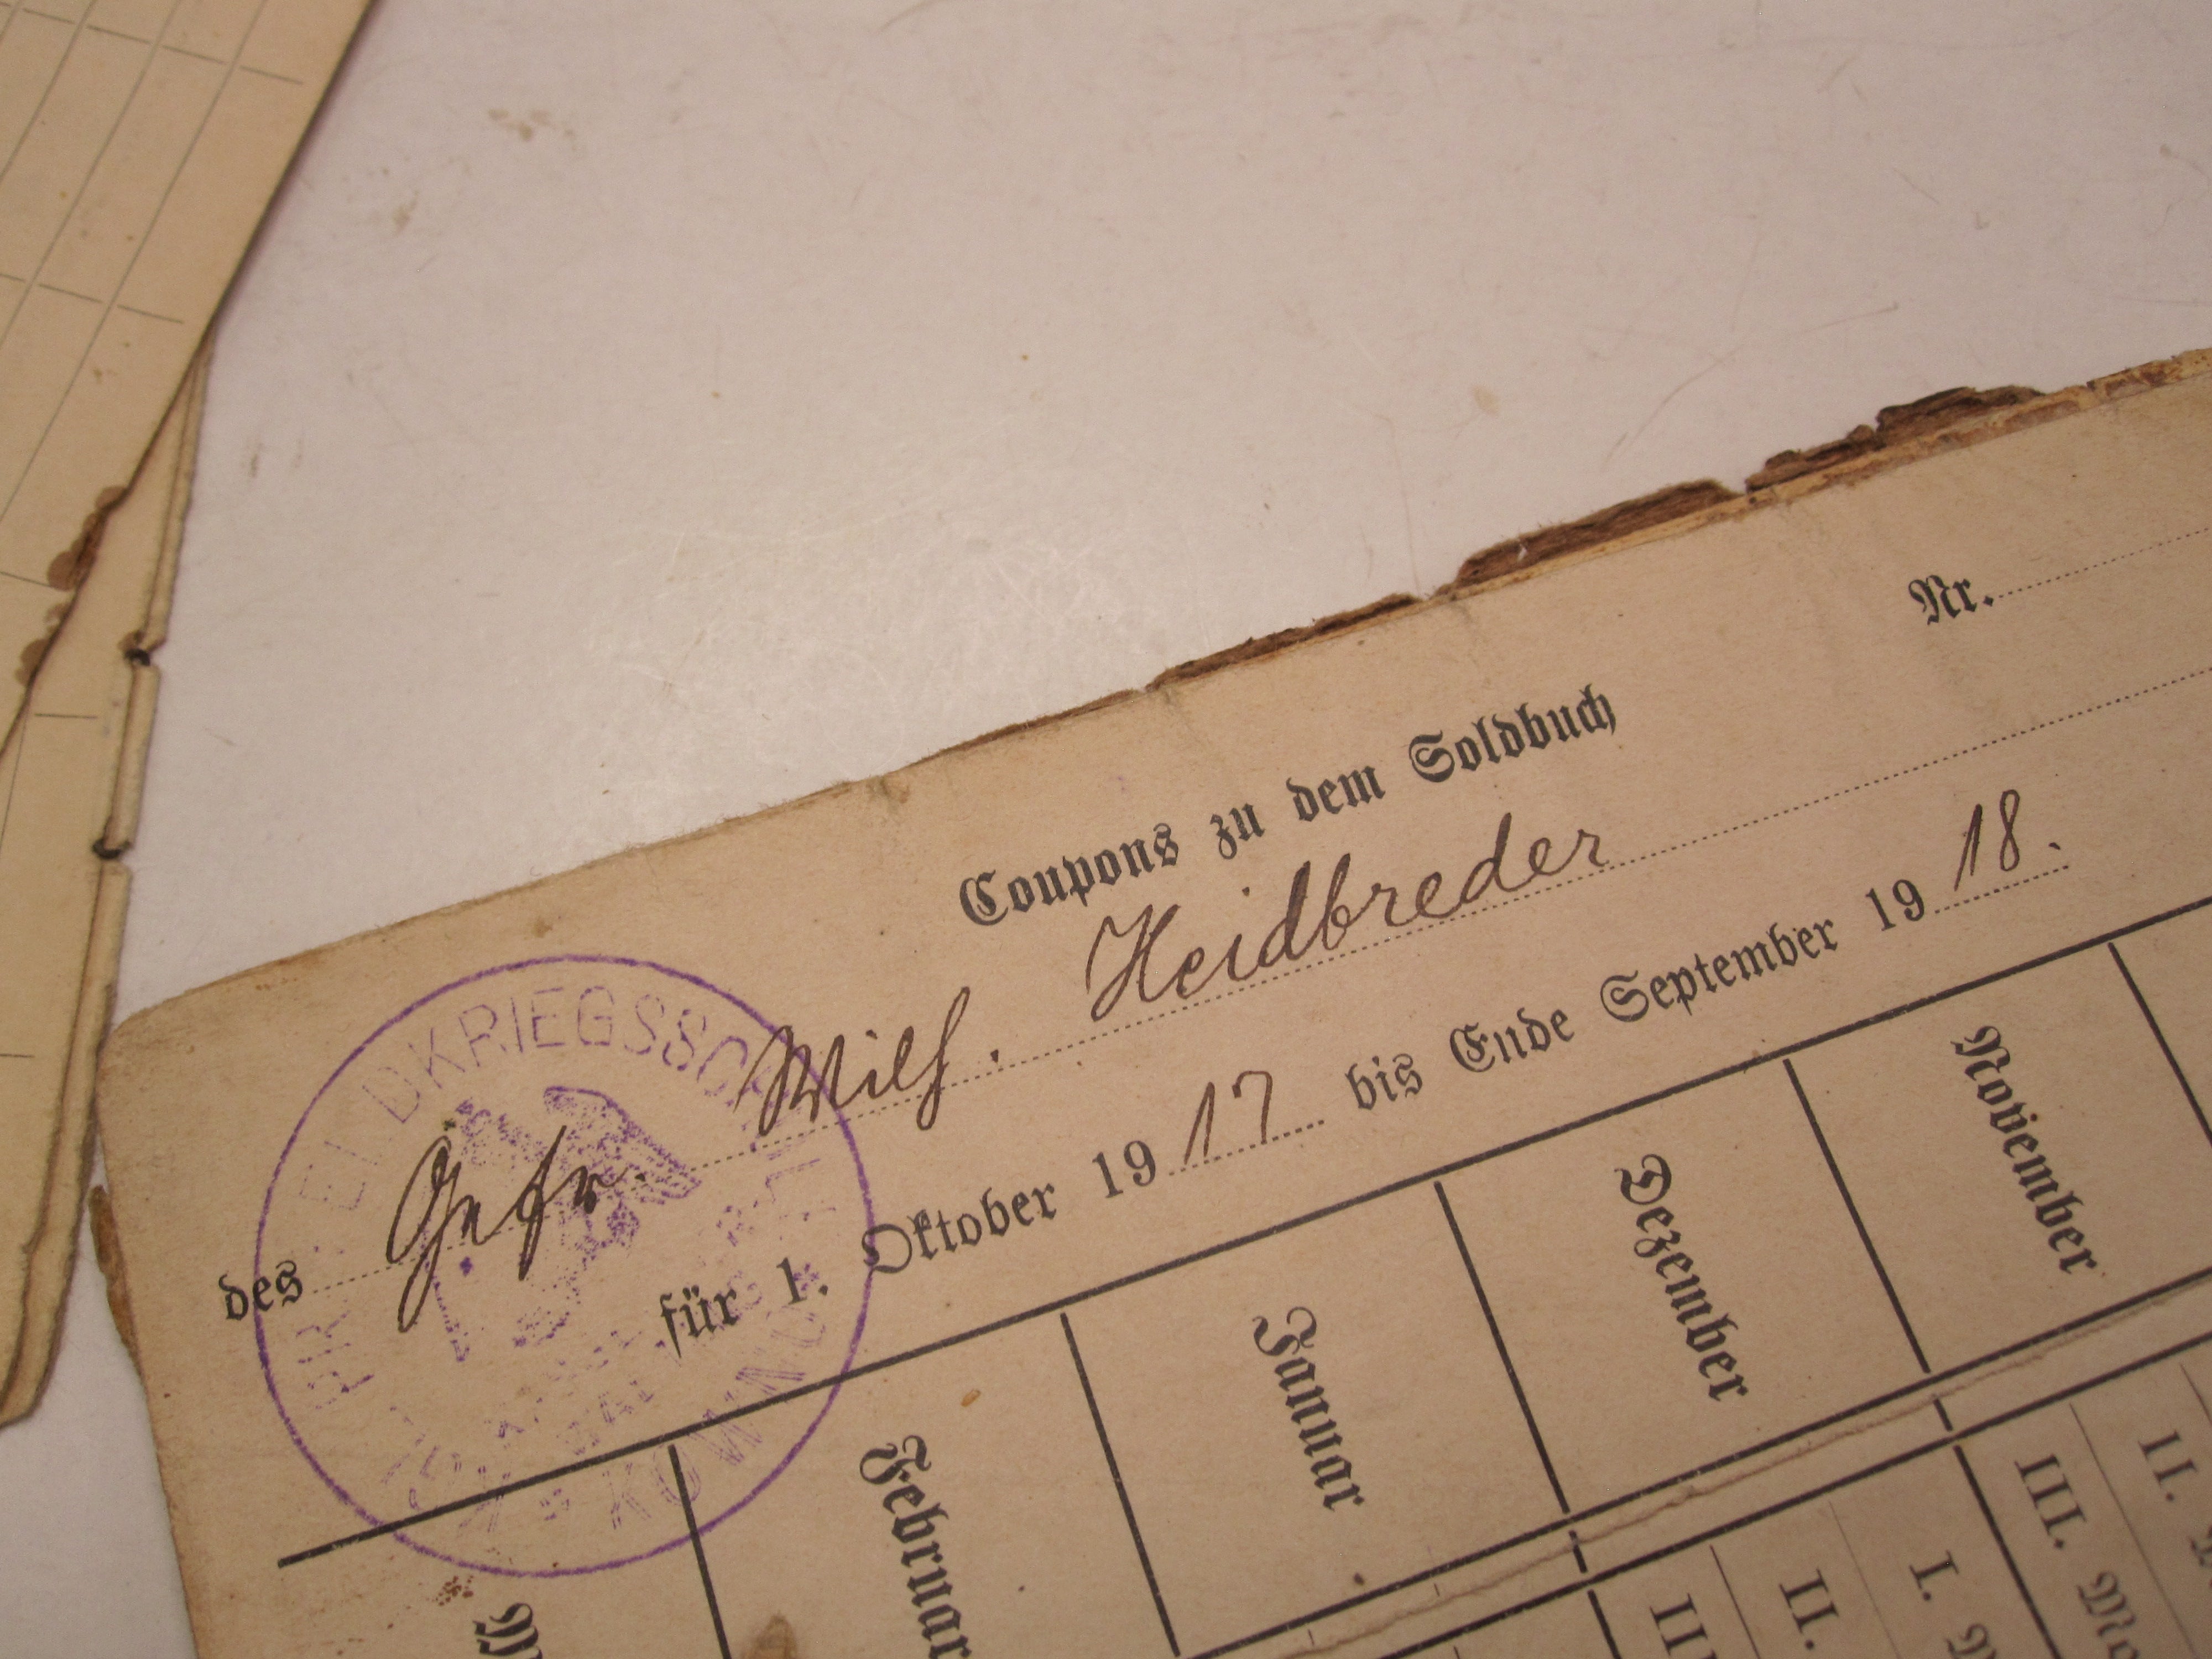 Coupons zu dem Soldbuch
Nr.
des Gefr. Wilh. Heidbreder
für 1. Oktober 1917 bis Ende September 1918.
Februar
Januar
Dezember
November
II.
I.
III.
II.